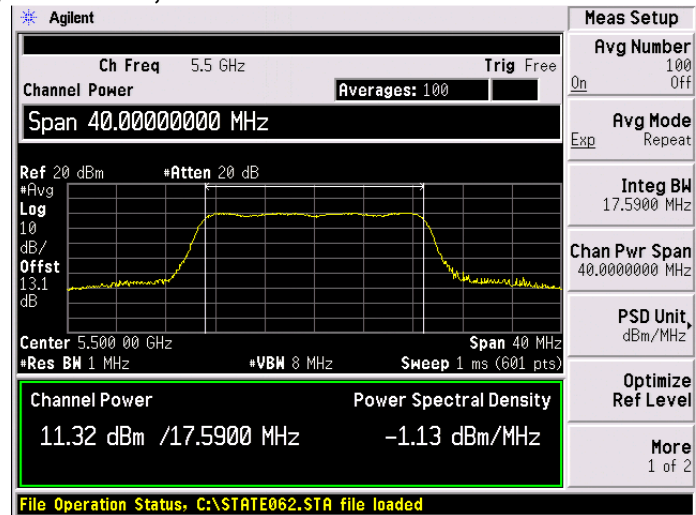 Agilent
Meas Setup
Ch Freq 5.5 GHz Trig Free
Channel Power Averages: 100
Span 40.00000000 MHz
Ref 20 dBm #Atten 20 dB
#Avg
Log
10
dB/
Offst
13.1
dB
Center 5.500 00 GHz Span 40 MHz
#Res BW 1 MHz #VBW 8 MHz Sweep 1 ms (601 pts)
Channel Power Power Spectral Density
11.32 dBm /17.5900 MHz -1.13 dBm/MHz
File Operation Status, C:\STATE062.STA file loaded
Avg Number
100
On Off
Avg Mode
Exp Repeat
Integ BW
17.5900 MHz
Chan Pwr Span
40.0000000 MHz
PSD Unit
dBm/MHz
Optimize
Ref Level
More
1 of 2